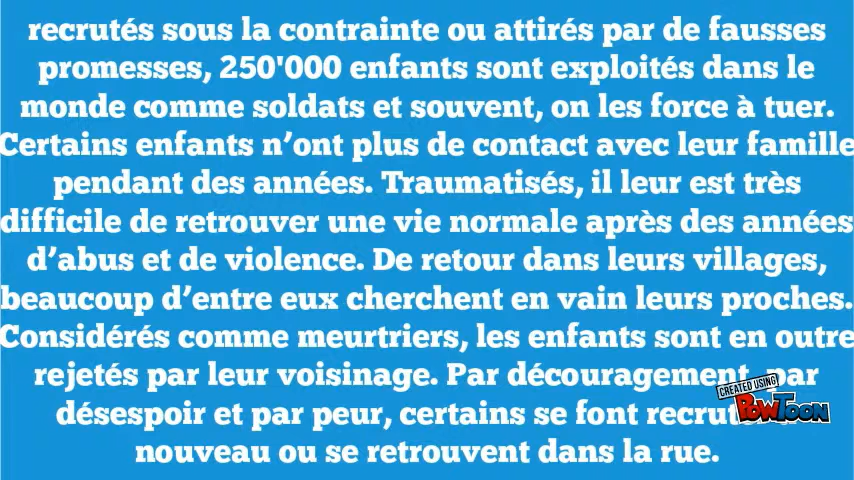 recrutés sous la contrainte ou attirés par de fausses
promesses, 250'000 enfants sont exploités dans le
monde comme soldats et souvent, on les force à tuer.
Certains enfants n’ont plus de contact avec leur famille
pendant des années. Traumatisés, il leur est très
difficile de retrouver une vie normale après des années
d’abus et de violence. De retour dans leurs villages,
beaucoup d’entre eux cherchent en vain leurs proches.
Considérés comme meurtriers, les enfants sont en outre
rejetés par leur voisinage. Par découragement, par
désespoir et par peur, certains se font
nouveau ou se retrouvent dans la rue.
CREATED USING
POWTOON